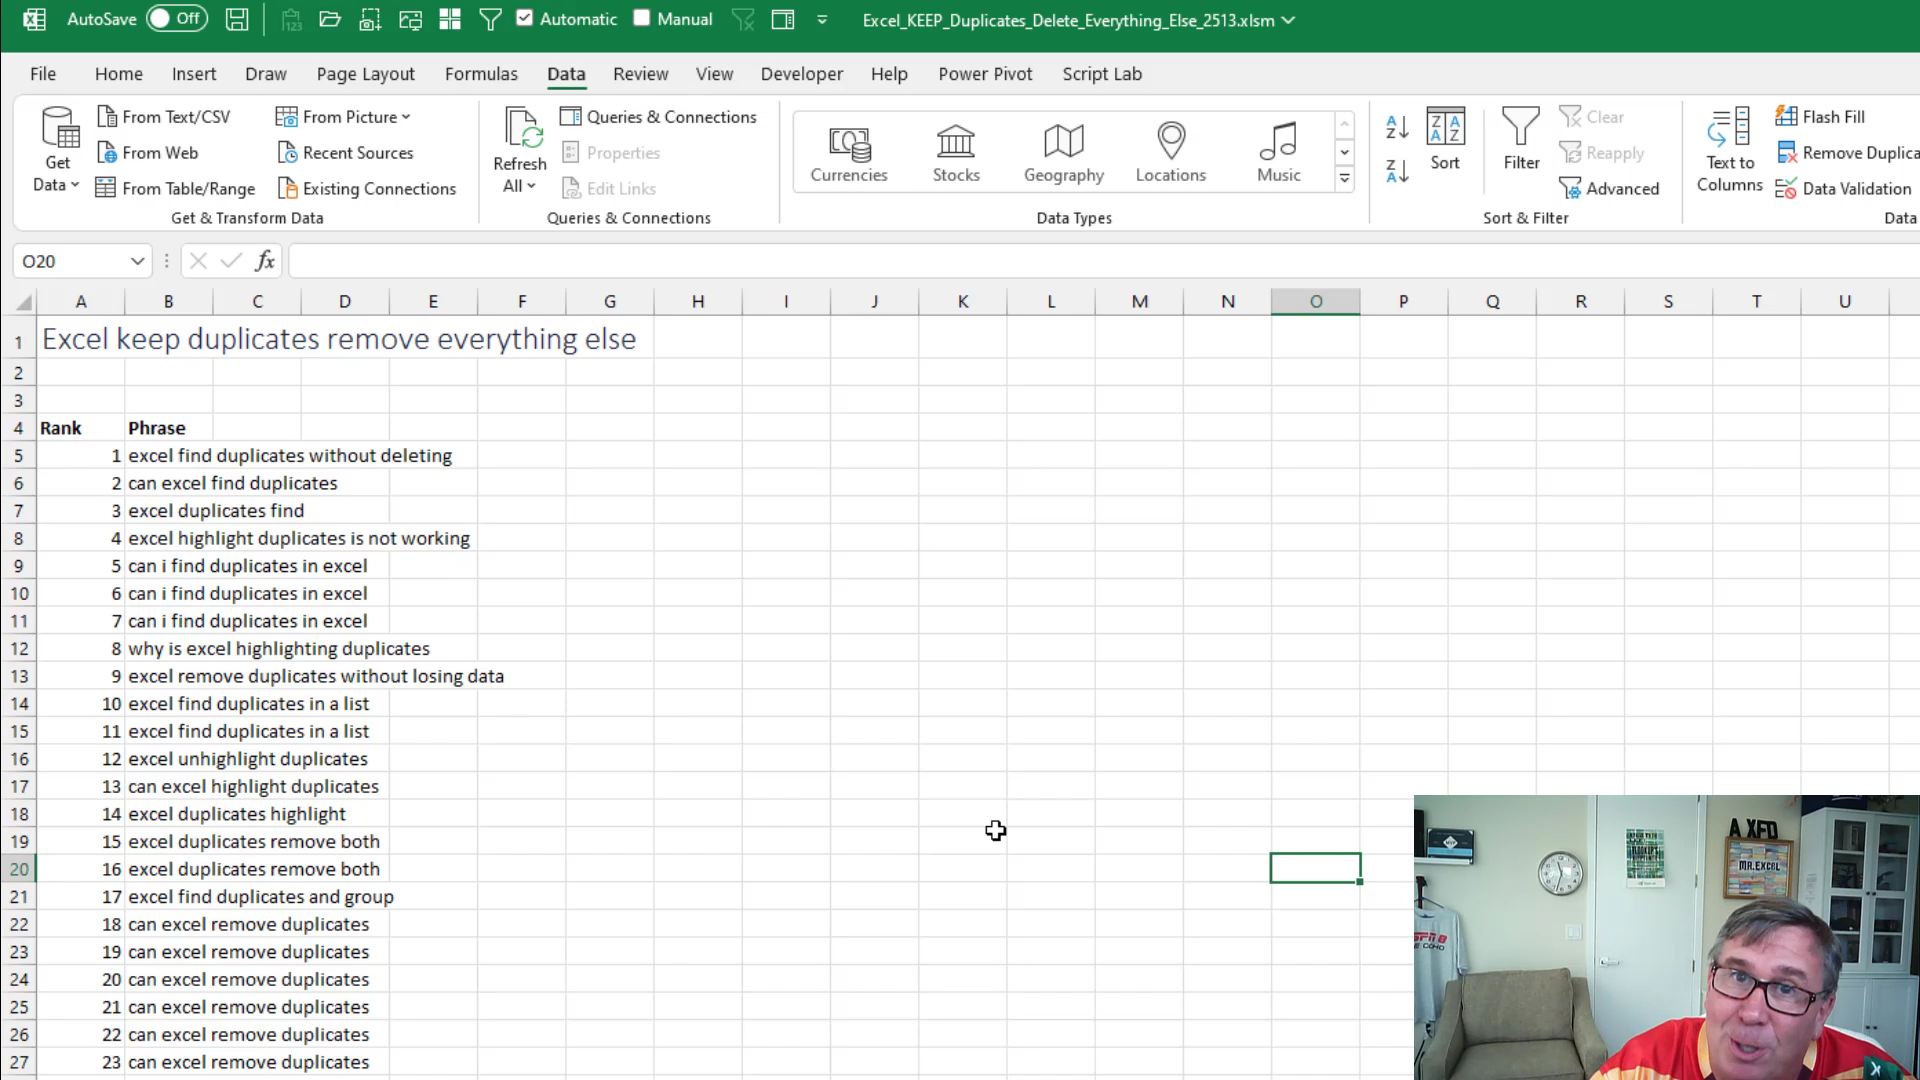 AutoSave Off Automatic Manual Excel_KEEP_Duplicates_Delete_Everything_Else_2513.xlsm
File Home Insert Draw Page Layout Formulas Data Review View Developer Help Power Pivot Script Lab
Get Data
From Text/CSV
From Web
From Table/Range
From Picture
Recent Sources
Existing Connections
Get & Transform Data
Refresh All
Queries & Connections
Properties
Edit Links
Queries & Connections
Currencies Stocks Geography Locations Music
Data Types
Sort
Filter
Clear
Reapply
Advanced
Sort & Filter
Text to Columns
Flash Fill
Remove Duplica
Data Validation
Data
O20 fx
A B C D E F G H I J K L M N O P Q R S T U
1 Excel keep duplicates remove everything else
2
3
4 Rank Phrase
5 1 excel find duplicates without deleting
6 2 can excel find duplicates
7 3 excel duplicates find
8 4 excel highlight duplicates is not working
9 5 can i find duplicates in excel
10 6 can i find duplicates in excel
11 7 can i find duplicates in excel
12 8 why is excel highlighting duplicates
13 9 excel remove duplicates without losing data
14 10 excel find duplicates in a list
15 11 excel find duplicates in a list
16 12 excel unhighlight duplicates
17 13 can excel highlight duplicates
18 14 excel duplicates highlight
19 15 excel duplicates remove both
20 16 excel duplicates remove both
21 17 excel find duplicates and group
22 18 can excel remove duplicates
23 19 can excel remove duplicates
24 20 can excel remove duplicates
25 21 can excel remove duplicates
26 22 can excel remove duplicates
27 23 can excel remove duplicates
A XFD
MR. EXCEL